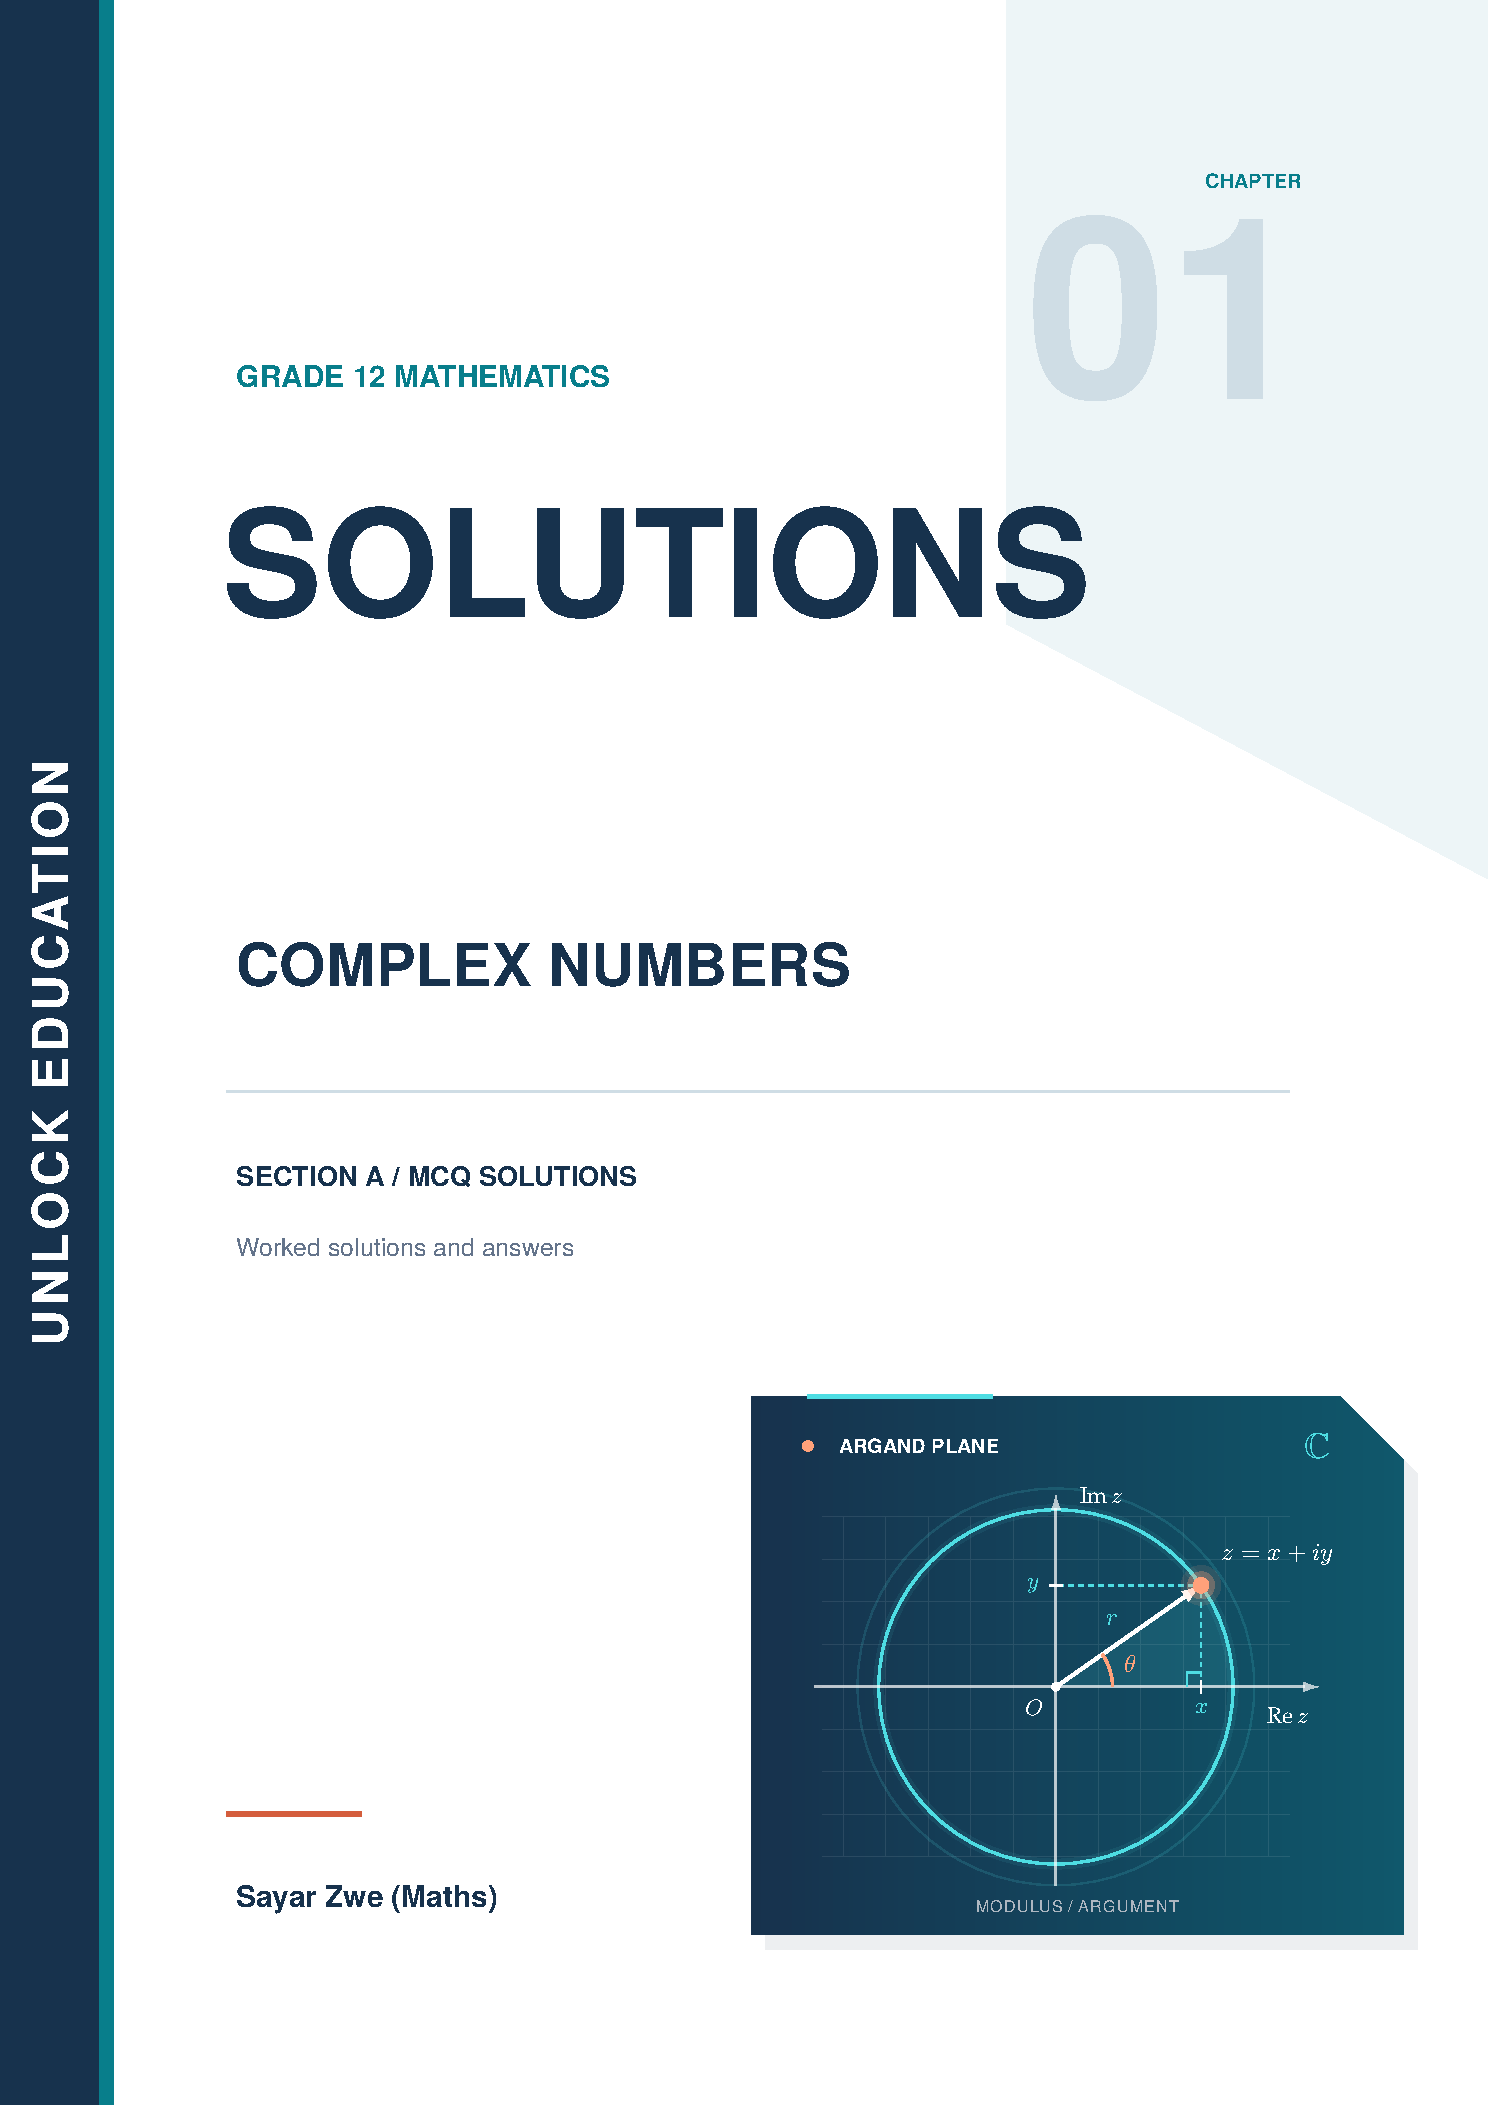 CHAPTER
01
GRADE 12 MATHEMATICS
SOLUTIONS
UNLOCK EDUCATION
COMPLEX NUMBERS
SECTION A / MCQ SOLUTIONS
Worked solutions and answers
ARGAND PLANE
ℂ
Im z
z = x + iy
y
r
θ
O
x
Re z
MODULUS / ARGUMENT
Sayar Zwe (Maths)